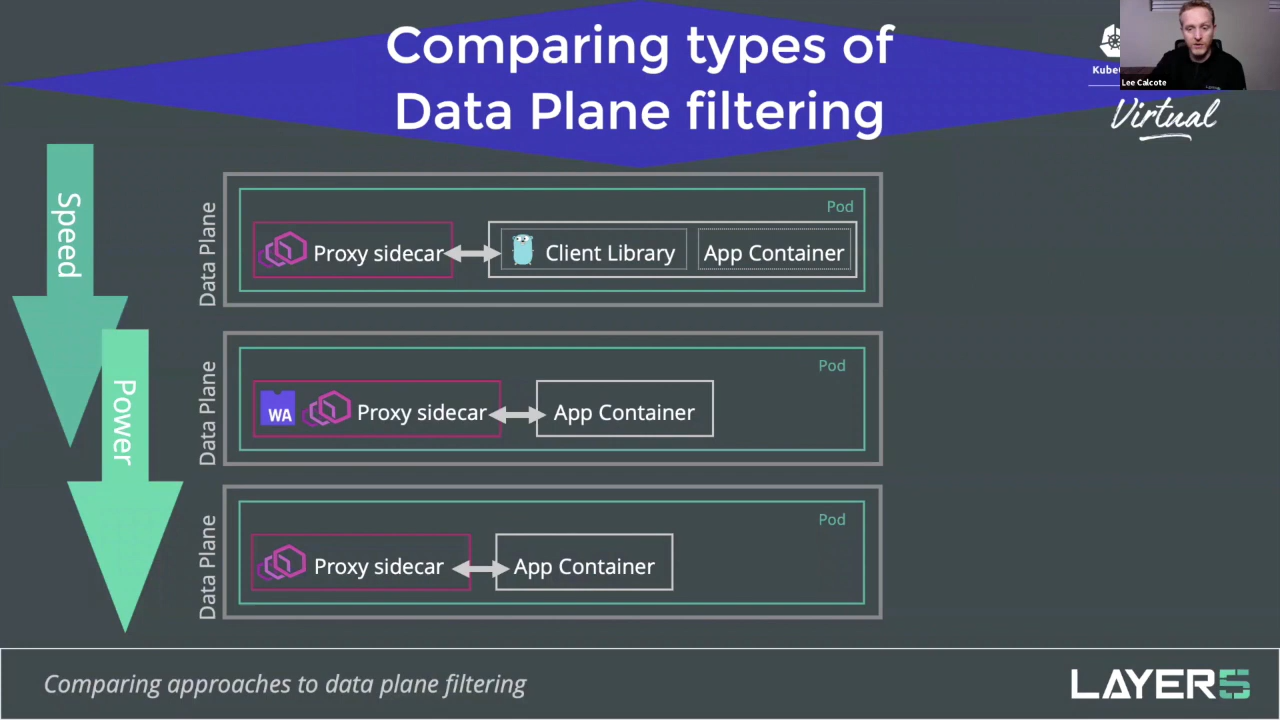 Comparing types of
Data Plane filtering
Lee Calcote
Virtual
Speed
Power
Data Plane
Pod
Proxy sidecar
Client Library
App Container
Data Plane
Pod
WA
Proxy sidecar
App Container
Data Plane
Pod
Proxy sidecar
App Container
Comparing approaches to data plane filtering
LAYER5